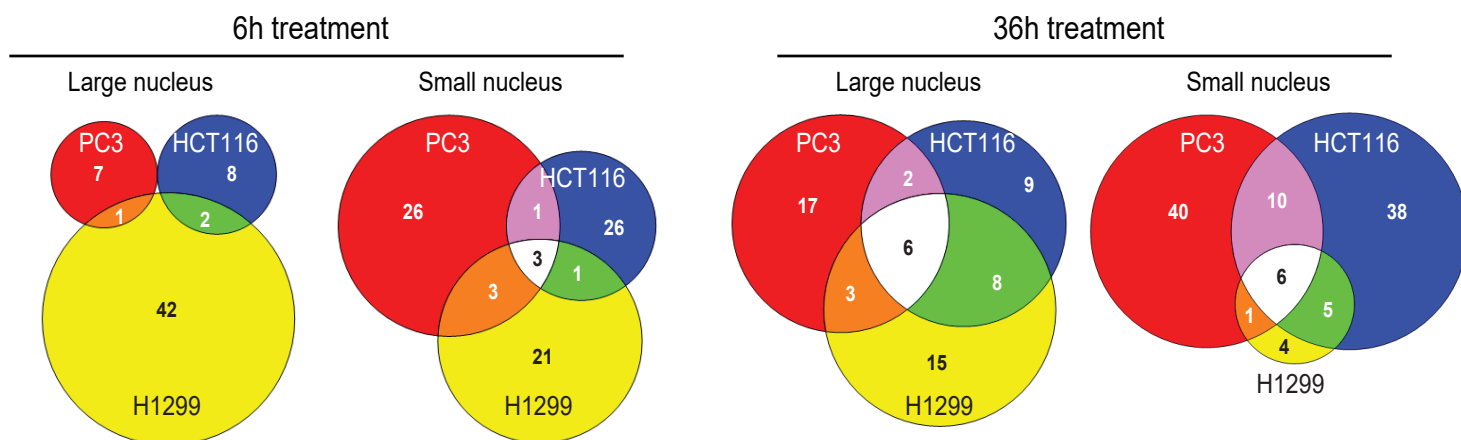 6h treatment
36h treatment
Large nucleus
Small nucleus
Large nucleus
Small nucleus
PC3
HCT116
7
8
1
2
42
H1299
PC3
HCT116
26
1
26
3
3
1
21
H1299
PC3
HCT116
2
9
17
6
3
8
15
H1299
PC3
HCT116
40
10
38
6
1
5
4
H1299